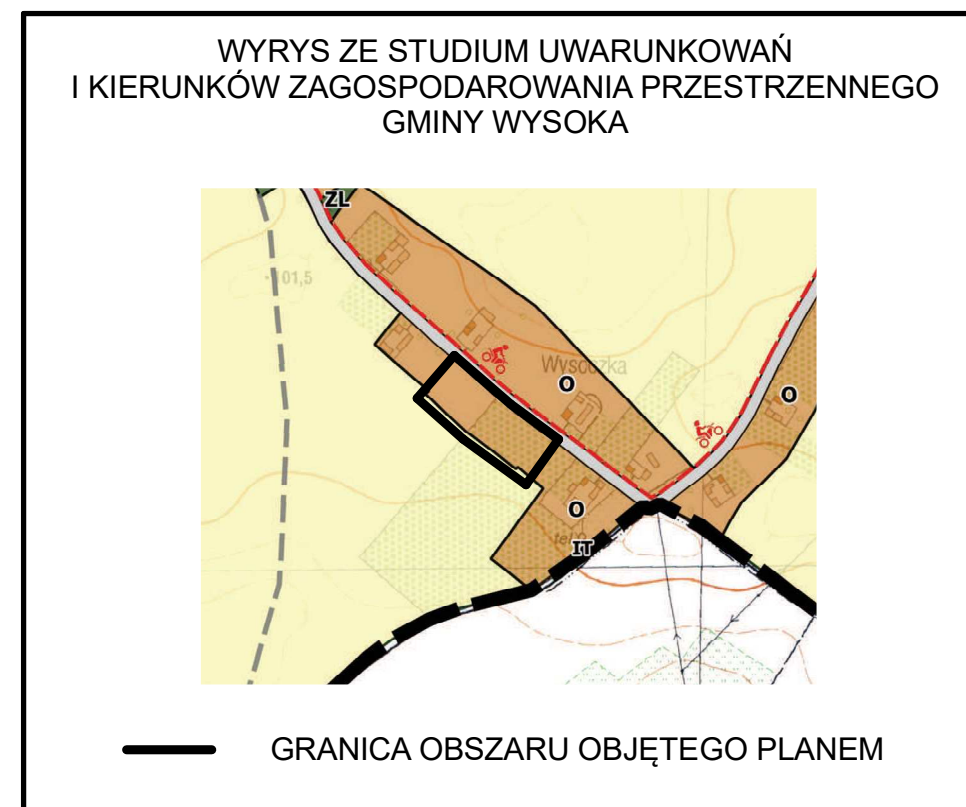 WYRYS ZE STUDIUM UWARUNKOWAŃ
I KIERUNKÓW ZAGOSPODAROWANIA PRZESTRZENNEGO
GMINY WYSOKA
ZL
101,5
Wysoczka
O
O
O
IT
GRANICA OBSZARU OBJĘTEGO PLANEM